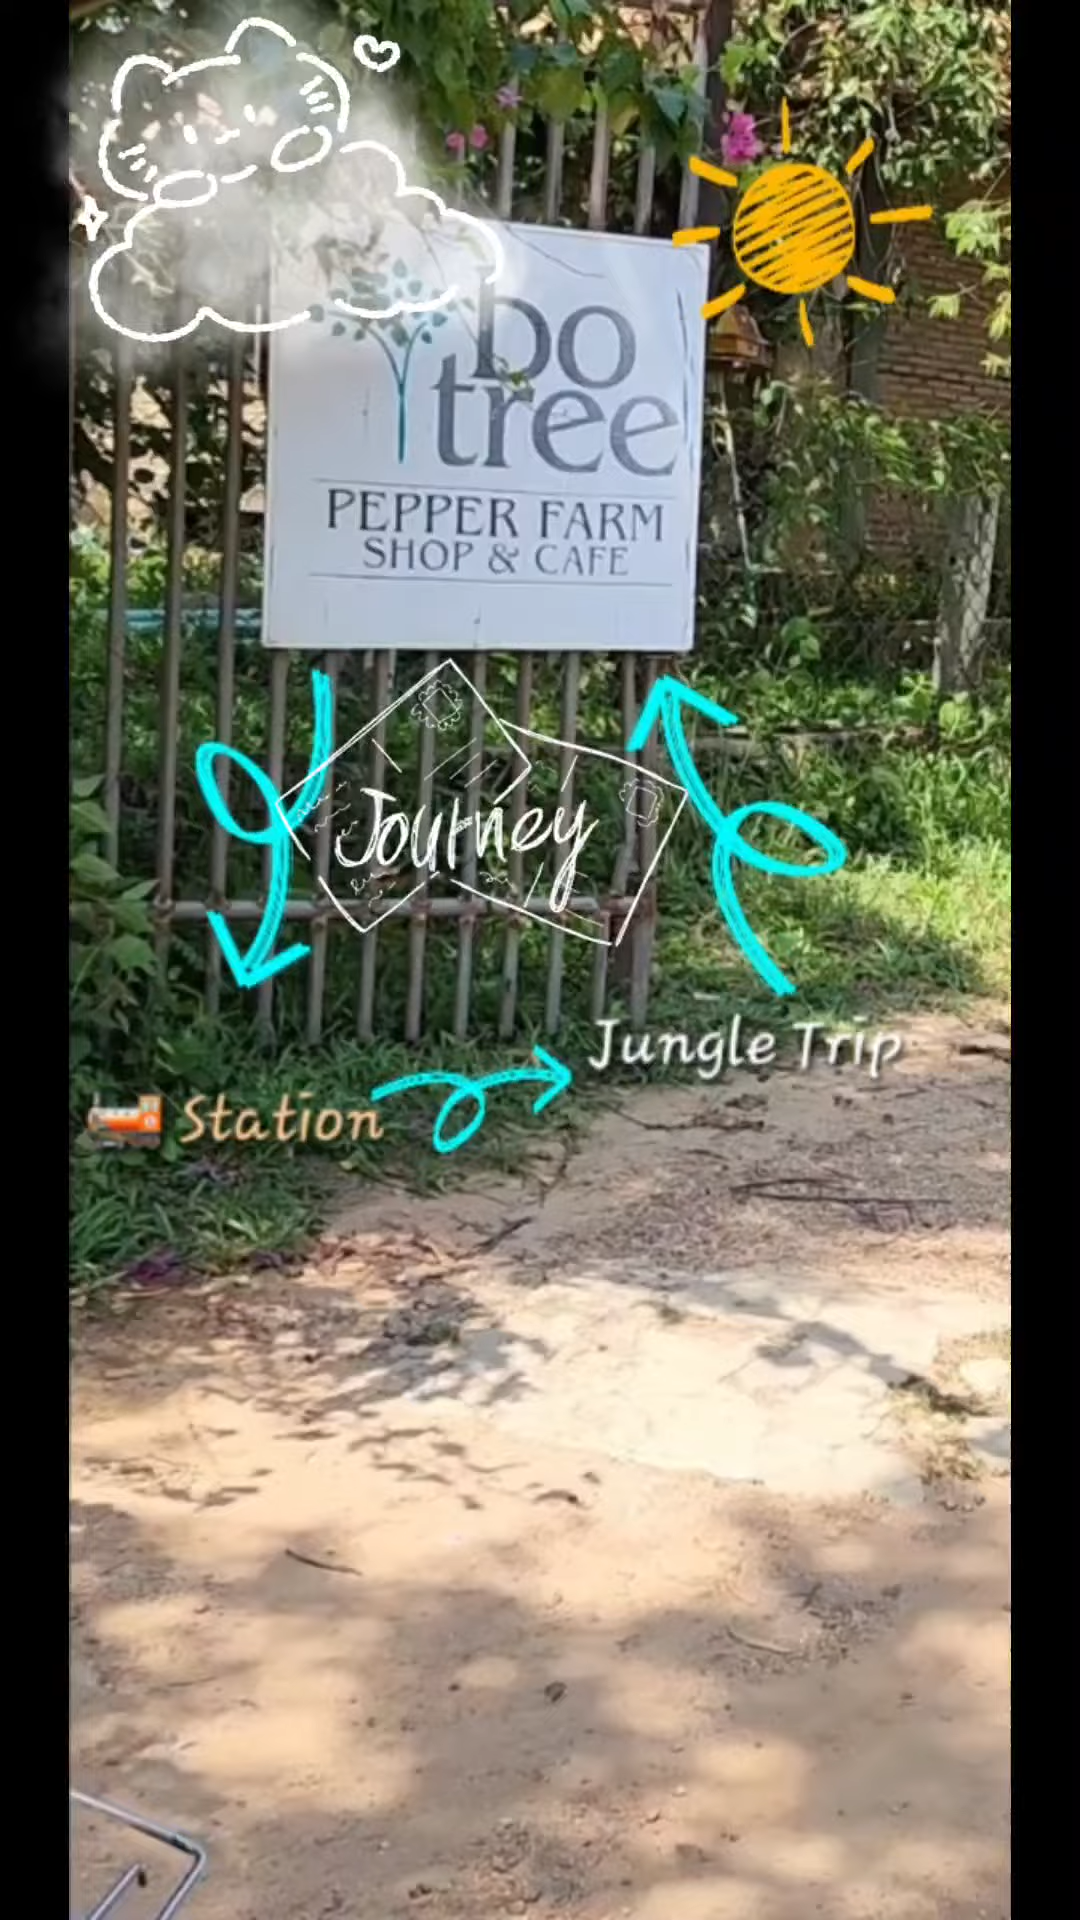 bo
tree
PEPPER FARM
SHOP & CAFE
Journey
Jungle Trip
Station